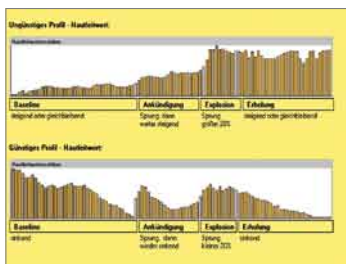 Ungünstiges Profil - Hautleitwert:
Baseline Ankündigung Explosion Erholung
steigend oder gleichbleibend Sprung, dann Sprung steigend oder gleichbleibend
weiter steigend größer 20%
Günstiges Profil - Hautleitwert:
Baseline Ankündigung Explosion Erholung
sinkend Sprung, dann Sprung sinkend
wieder sinkend kleiner 20%